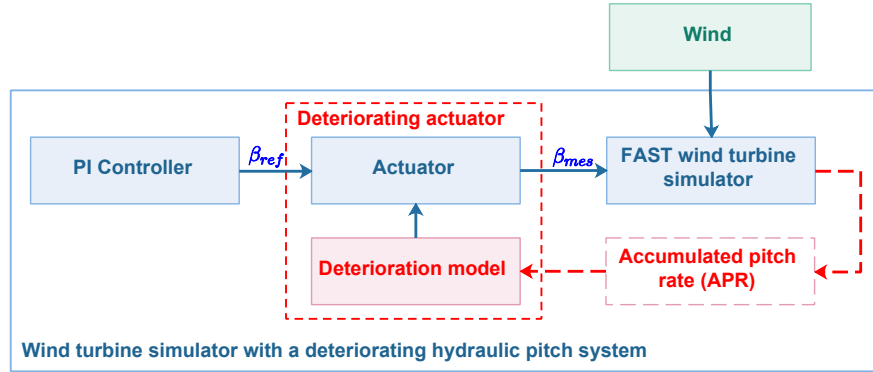 Wind
Deteriorating actuator
PI Controller
β_ref
Actuator
β_mes
FAST wind turbine
simulator
Deterioration model
Accumulated pitch
rate (APR)
Wind turbine simulator with a deteriorating hydraulic pitch system